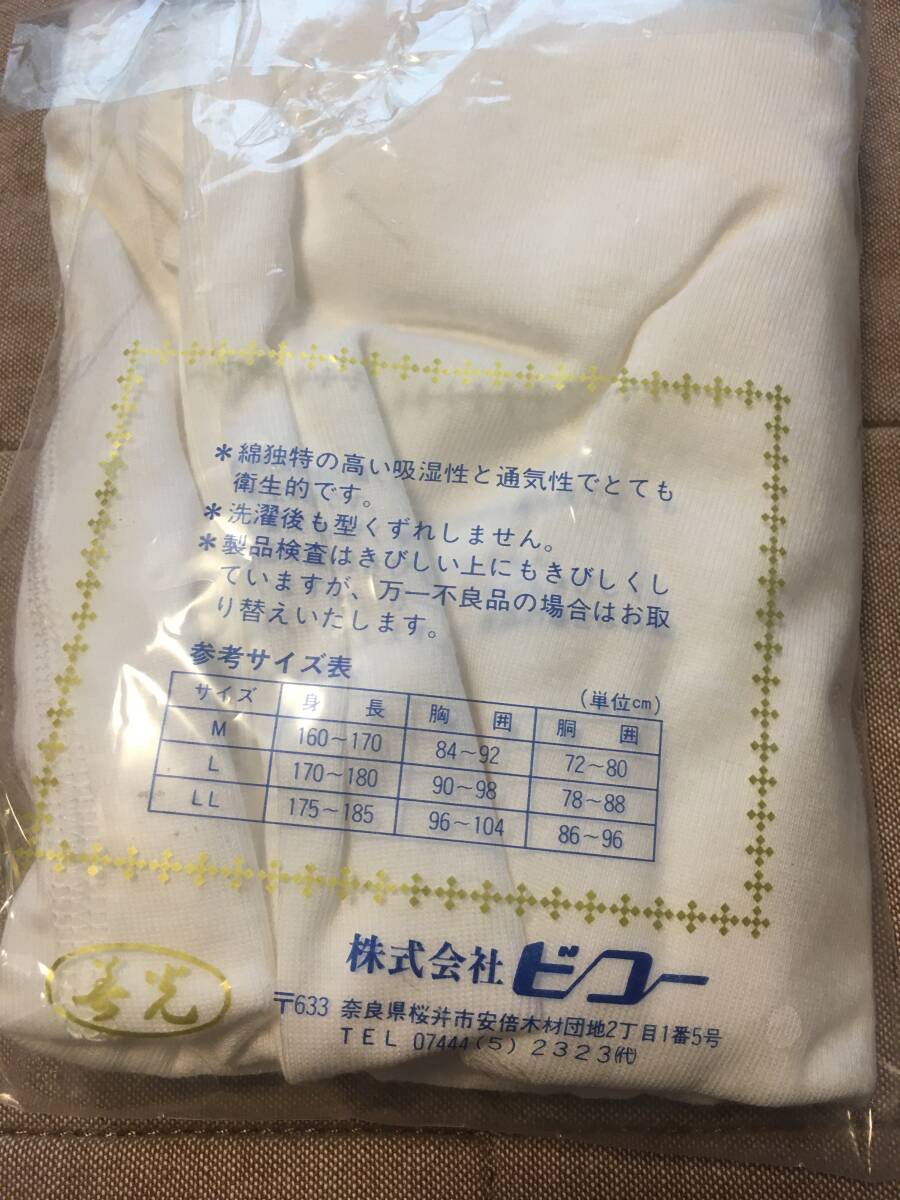 ＊綿独特の高い吸湿性と通気性でとても
衛生的です。
＊洗濯後も型くずれしません。
＊製品検査はきびしい上にもきびしくし
ていますが、万一不良品の場合はお取
り替えいたします。
参考サイズ表
(単位cm)
サイズ 身長 胸囲 胴囲
M 160～170 84～92 72～80
L 170～180 90～98 78～88
LL 175～185 96～104 86～96
株式会社ビコー
〒633 奈良県桜井市安倍木材団地2丁目1番5号
TEL 07444(5)2323㈹